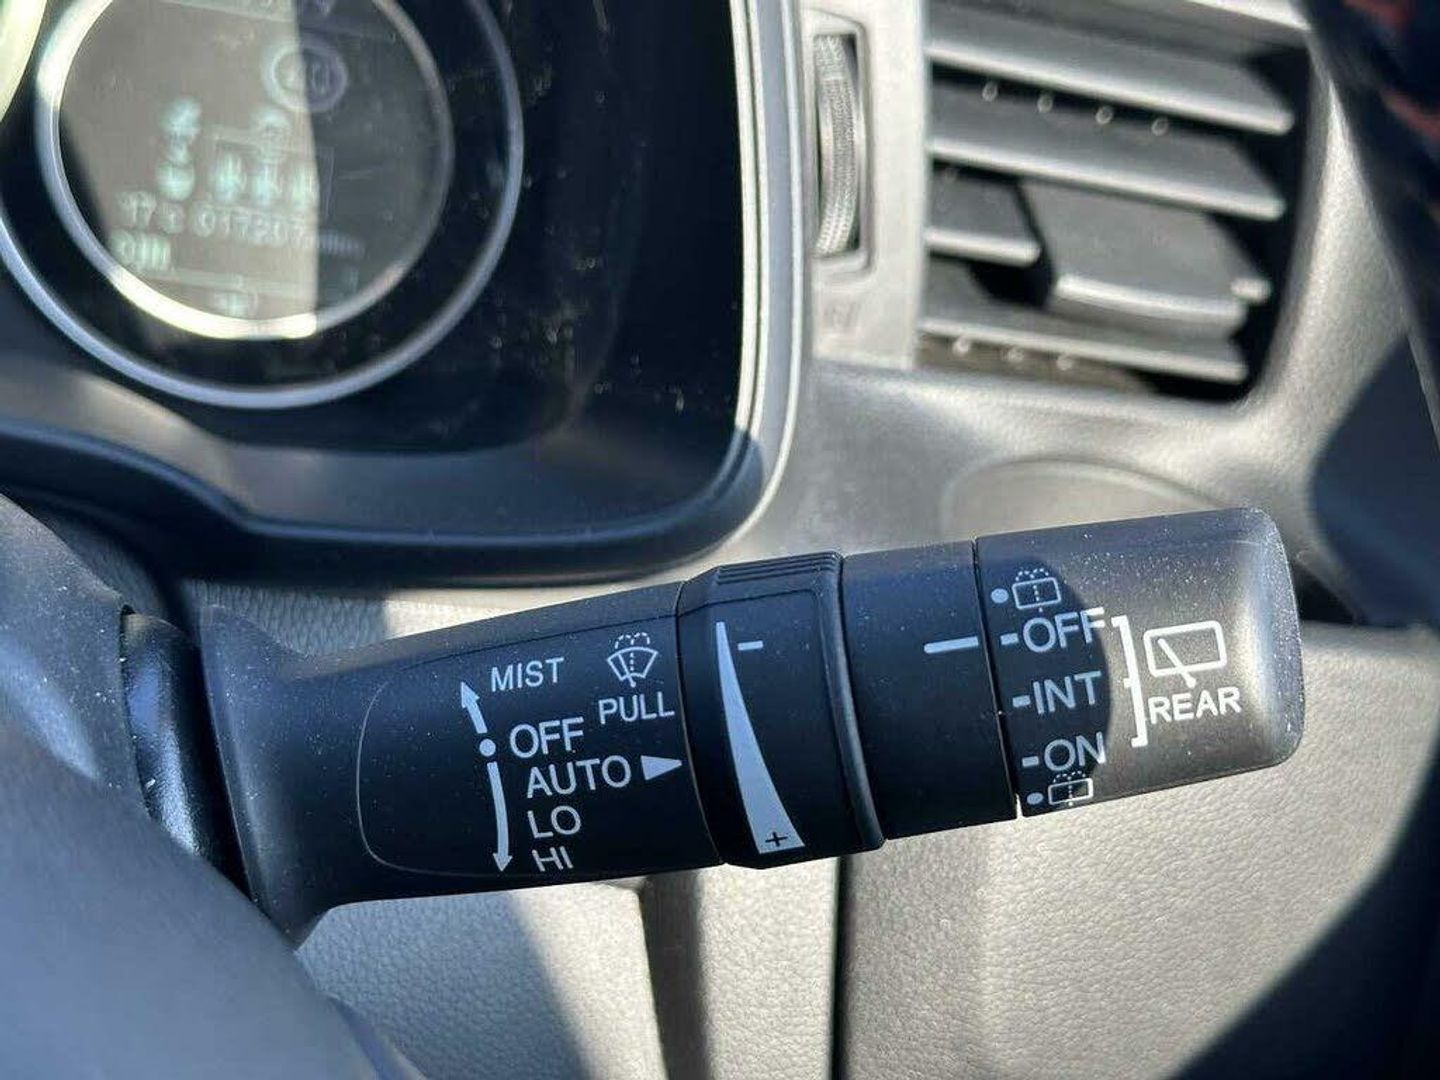 MIST
PULL
OFF
AUTO
LO
HI
-
+
OFF
INT
ON
REAR